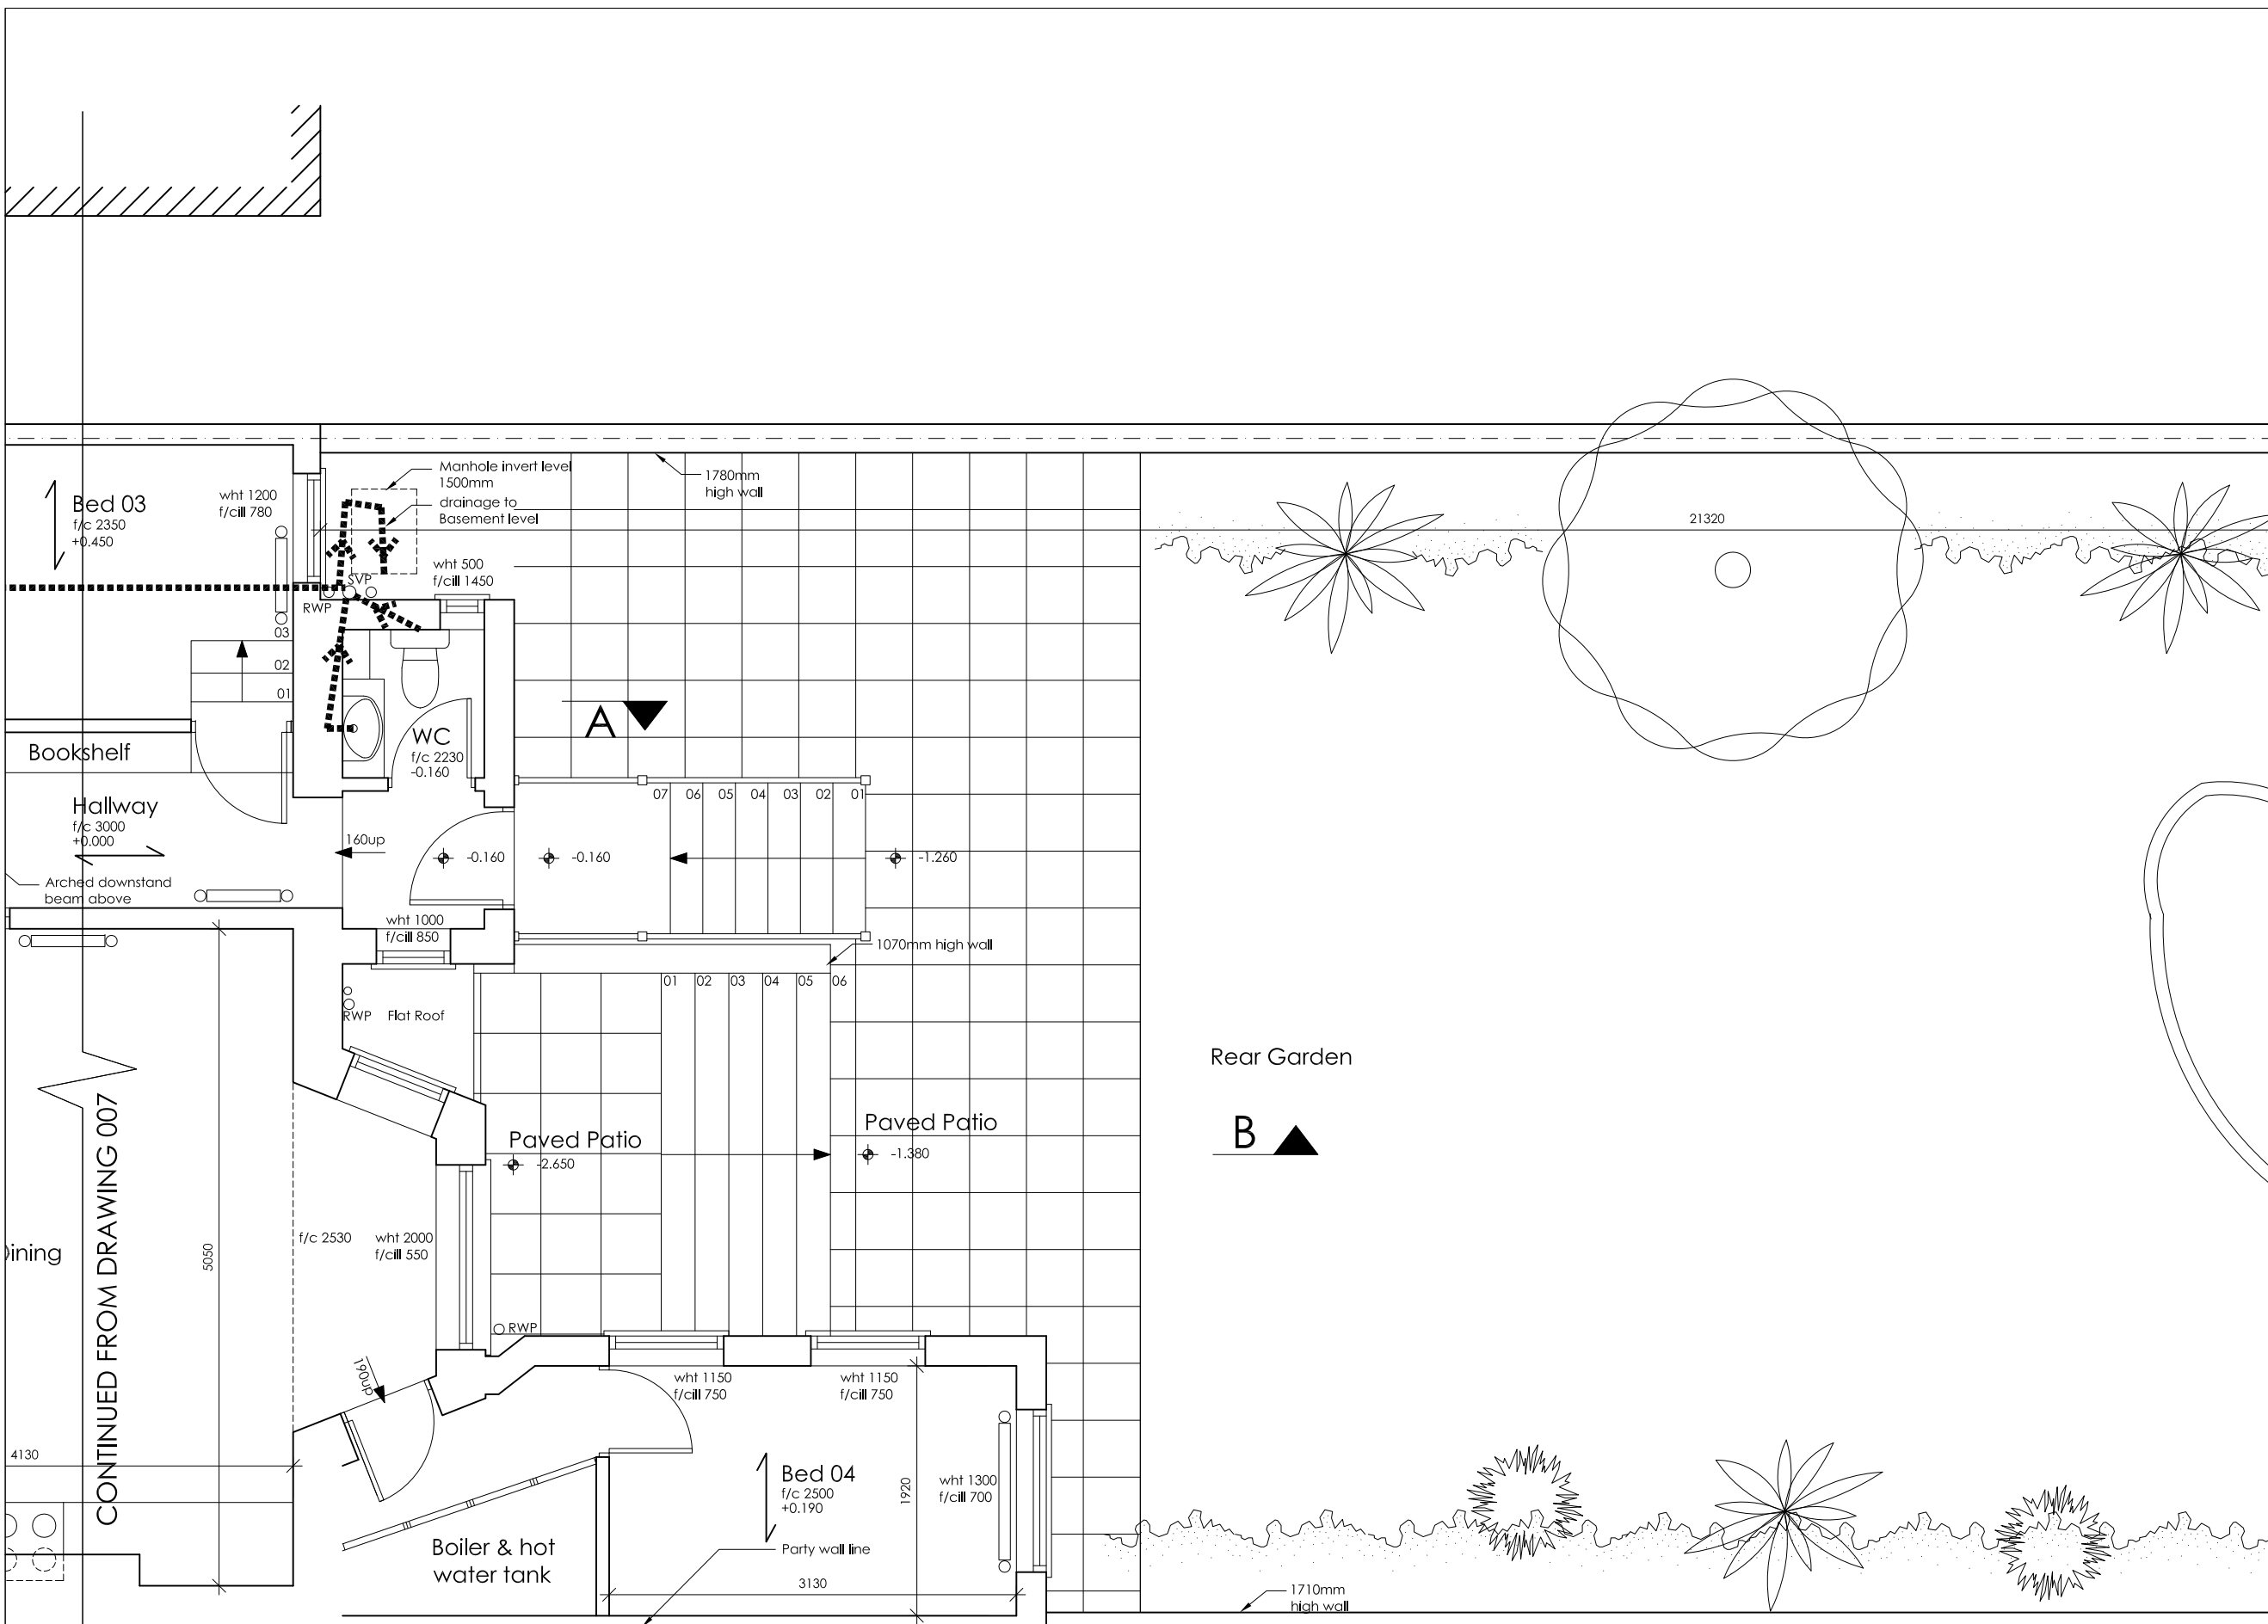 Manhole invert level
1500mm
drainage to
Basement level
1780mm
high wall
Bed 03
f/c 2350
+0.450
wht 1200
f/cill 780
21320
wht 500
f/cill 1450
SVP
RWP
03
02
01
A
WC
f/c 2230
-0.160
Bookshelf
Hallway
f/c 3000
+0.000
07
06
05
04
03
02
01
160up
-0.160
-0.160
-1.260
Arched downstand
beam above
wht 1000
f/cill 850
1070mm high wall
01
02
03
04
05
06
RWP
Flat Roof
Rear Garden
B
Paved Patio
-2.650
Paved Patio
-1.380
CONTINUED FROM DRAWING 007
ining
5050
f/c 2530
wht 2000
f/cill 550
RWP
190up
wht 1150
f/cill 750
wht 1150
f/cill 750
4130
Bed 04
f/c 2500
+0.190
1920
wht 1300
f/cill 700
Boiler & hot
water tank
Party wall line
3130
1710mm
high wall